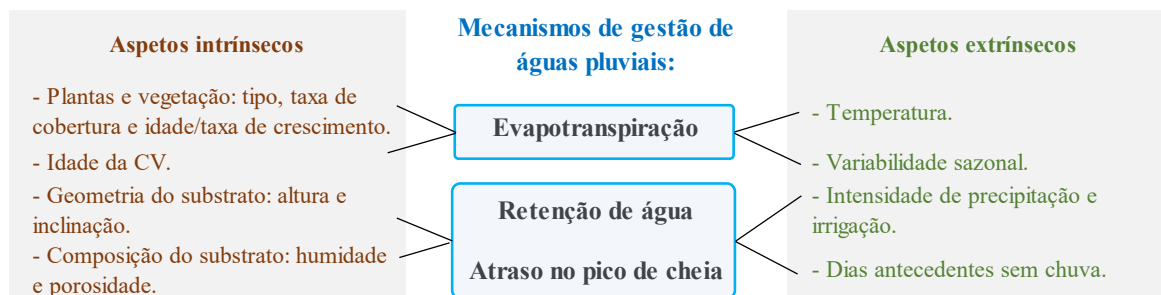 Aspetos intrínsecos
- Plantas e vegetação: tipo, taxa de
cobertura e idade/taxa de crescimento.
- Idade da CV.
- Geometria do substrato: altura e
inclinação.
- Composição do substrato: humidade
e porosidade.
Mecanismos de gestão de
águas pluviais:
Evapotranspiração
Retenção de água
Atraso no pico de cheia
Aspetos extrínsecos
- Temperatura.
- Variabilidade sazonal.
- Intensidade de precipitação e
irrigação.
- Dias antecedentes sem chuva.